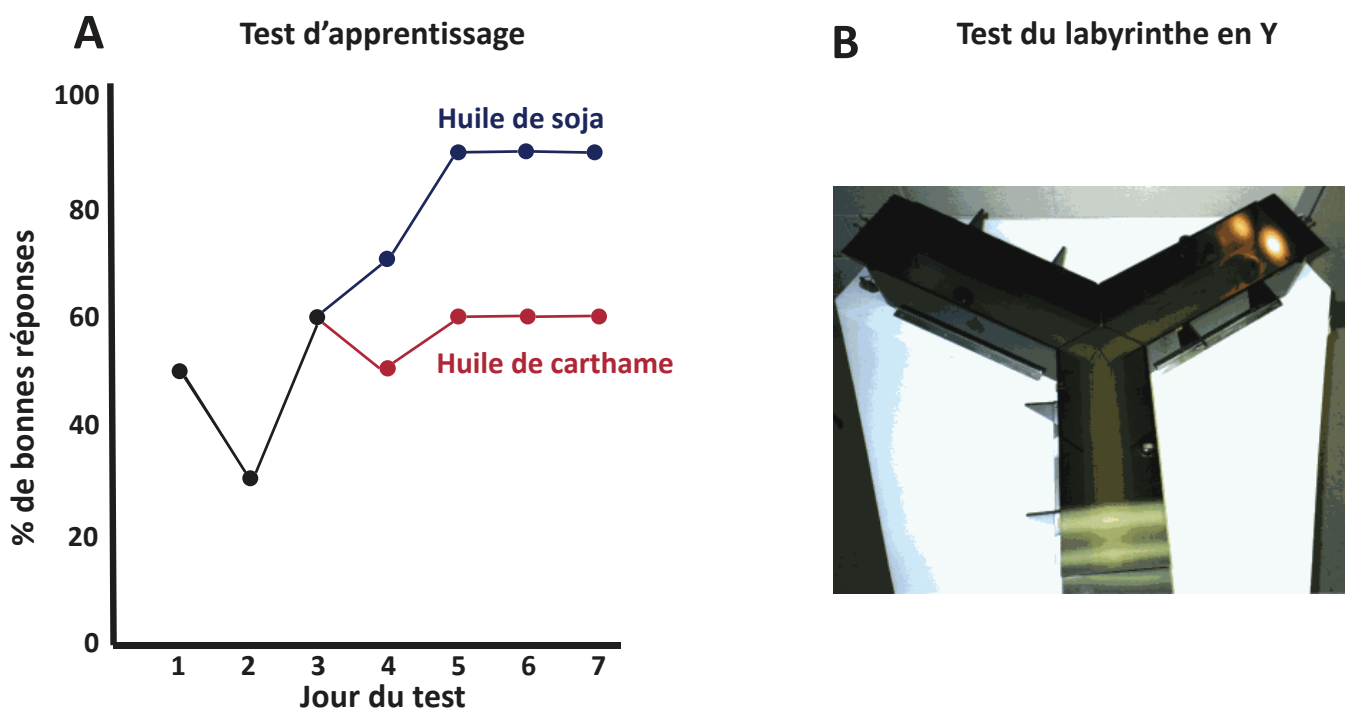 A
Test d'apprentissage
100
80
60
40
20
0
% de bonnes réponses
Huile de soja
Huile de carthame
1 2 3 4 5 6 7
Jour du test
B
Test du labyrinthe en Y